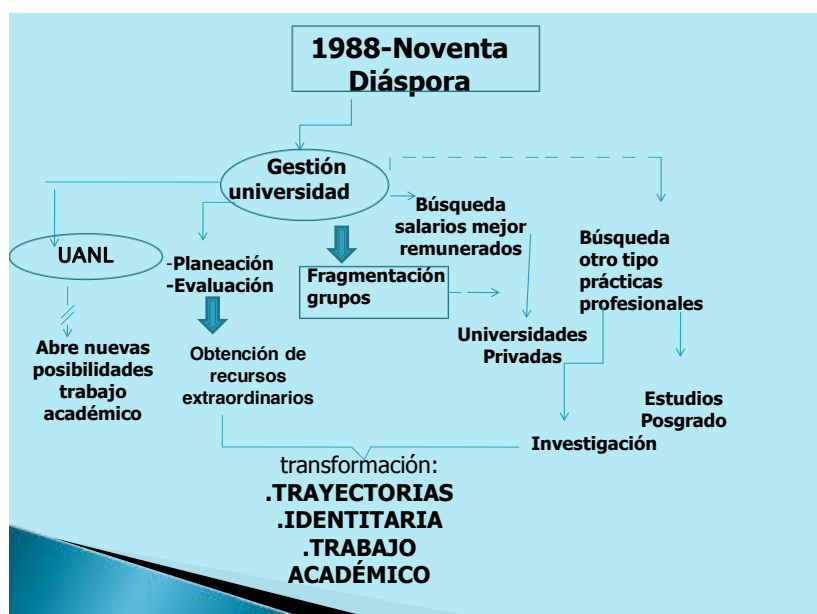 1988-Noventa
Diáspora
Gestión
universidad
UANL
Abre nuevas
posibilidades
trabajo
académico
-Planeación
-Evaluación
Obtención de
recursos
extraordinarios
Fragmentación
grupos
Búsqueda
salarios mejor
remunerados
Universidades
Privadas
Búsqueda
otro tipo
prácticas
profesionales
Estudios
Posgrado
Investigación
transformación:
.TRAYECTORIAS
.IDENTITARIA
.TRABAJO
ACADÉMICO